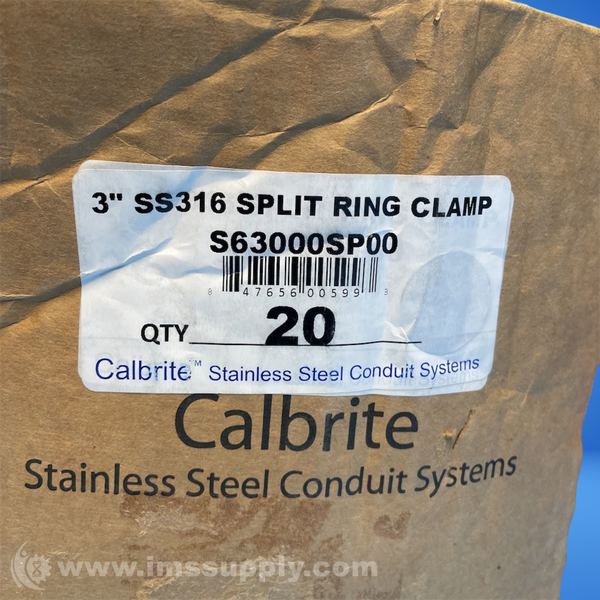 3" SS316 SPLIT RING CLAMP
S63000SP00
8 47656 00599 3
QTY 20
Calbrite™ Stainless Steel Conduit Systems
Calbrite
Stainless Steel Conduit Systems
www.imssupply.com